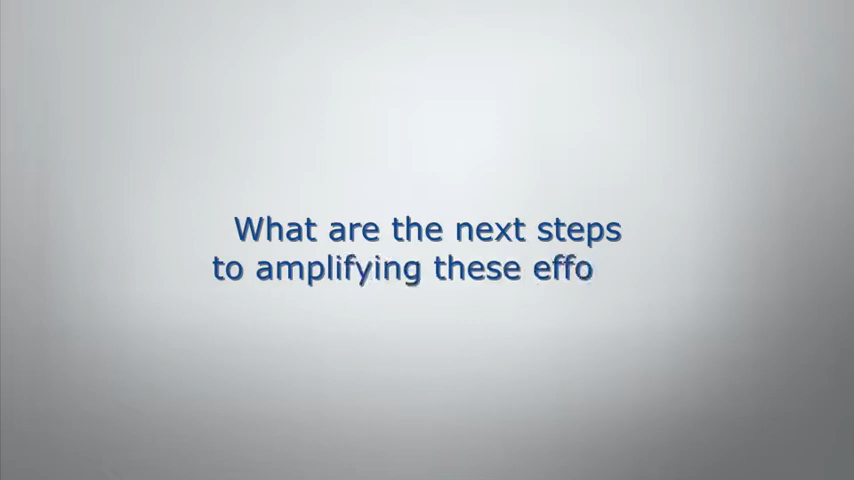 What are the next steps
to amplifying these effo